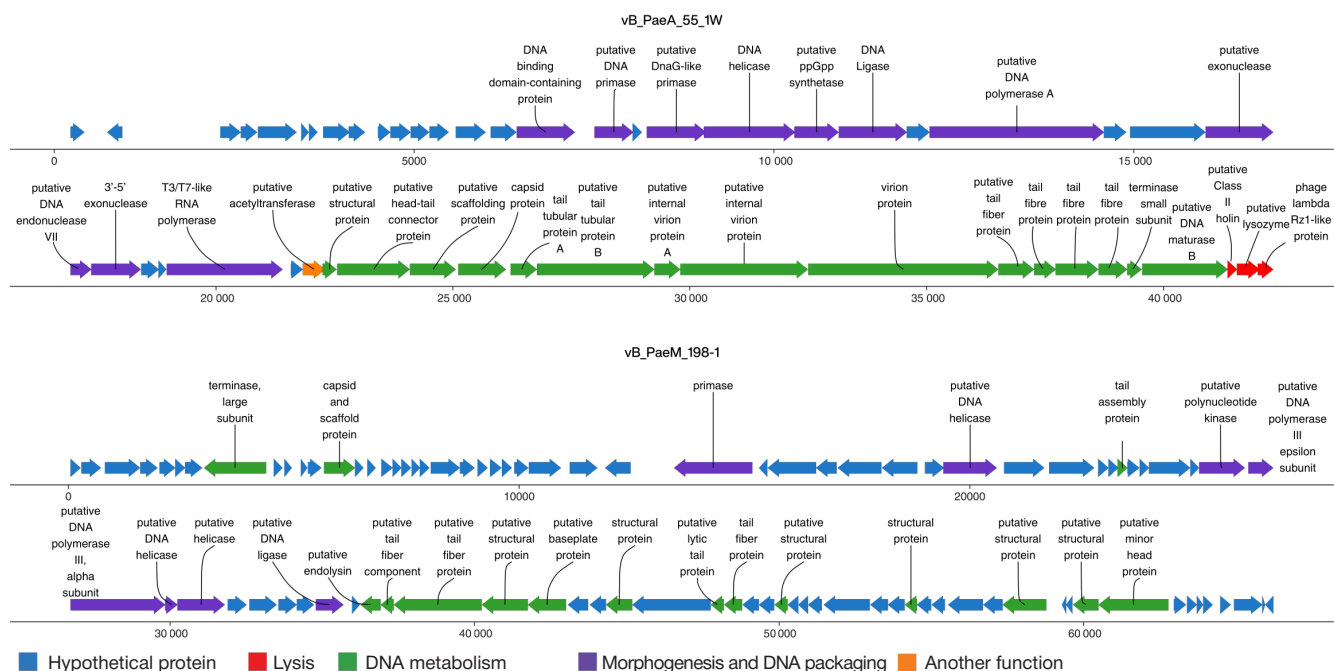 vB_PaeA_55_1W
DNA
binding
domain-containing
protein
putative
DNA
primase
putative
DnaG-like
primase
DNA
helicase
putative
ppGpp
synthetase
DNA
Ligase
putative
DNA
polymerase A
putative
exonuclease
0
5000
10 000
15 000
putative
DNA
endonuclease
VII
3'-5'
exonuclease
T3/T7-like
RNA
polymerase
putative
acetyltransferase
putative
structural
protein
putative
head-tail
connector
protein
putative
scaffolding
protein
capsid
protein
tail
tubular
protein
A
putative
tail
tubular
protein
B
putative
internal
virion
protein
A
putative
internal
virion
protein
virion
protein
putative
tail
fiber
protein
tail
fibre
protein
tail
fibre
protein
tail
fibre
protein
terminase
small
subunit
putative
DNA
maturase
B
putative
Class
II
holin
putative
lysozyme
phage
lambda
Rz1-like
protein
20 000
25 000
30 000
35 000
40 000
vB_PaeM_198-1
terminase,
large
subunit
capsid
and
scaffold
protein
primase
putative
DNA
helicase
tail
assembly
protein
putative
polynucleotide
kinase
putative
DNA
polymerase
III
epsilon
subunit
0
10000
20000
putative
DNA
polymerase
III,
alpha
subunit
putative
DNA
helicase
putative
helicase
putative
DNA
ligase
putative
endolysin
putative
tail
fiber
component
putative
tail
fiber
protein
putative
structural
protein
putative
baseplate
protein
structural
protein
putative
lytic
tail
protein
tail
fiber
protein
putative
structural
protein
structural
protein
putative
structural
protein
putative
structural
protein
putative
minor
head
protein
30 000
40 000
50 000
60 000
Hypothetical protein
Lysis
DNA metabolism
Morphogenesis and DNA packaging
Another function